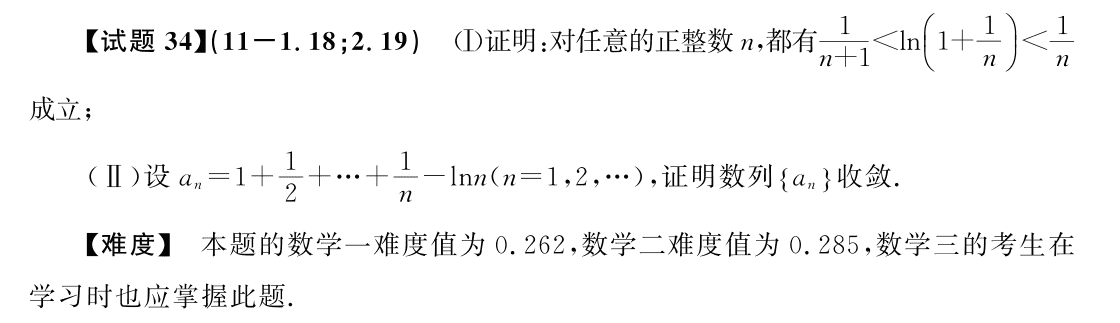 【试题 34】(11－1.18;2.19)　(Ⅰ)证明:对任意的正整数 n,都有 \frac{1}{n+1}<\ln\left(1+\frac{1}{n}\right)<\frac{1}{n}
成立;
(Ⅱ)设 a_n=1+\frac{1}{2}+…+\frac{1}{n}-\ln n(n=1,2,…),证明数列{a_n}收敛.
【难度】　本题的数学一难度值为 0.262,数学二难度值为 0.285,数学三的考生在
学习时也应掌握此题.